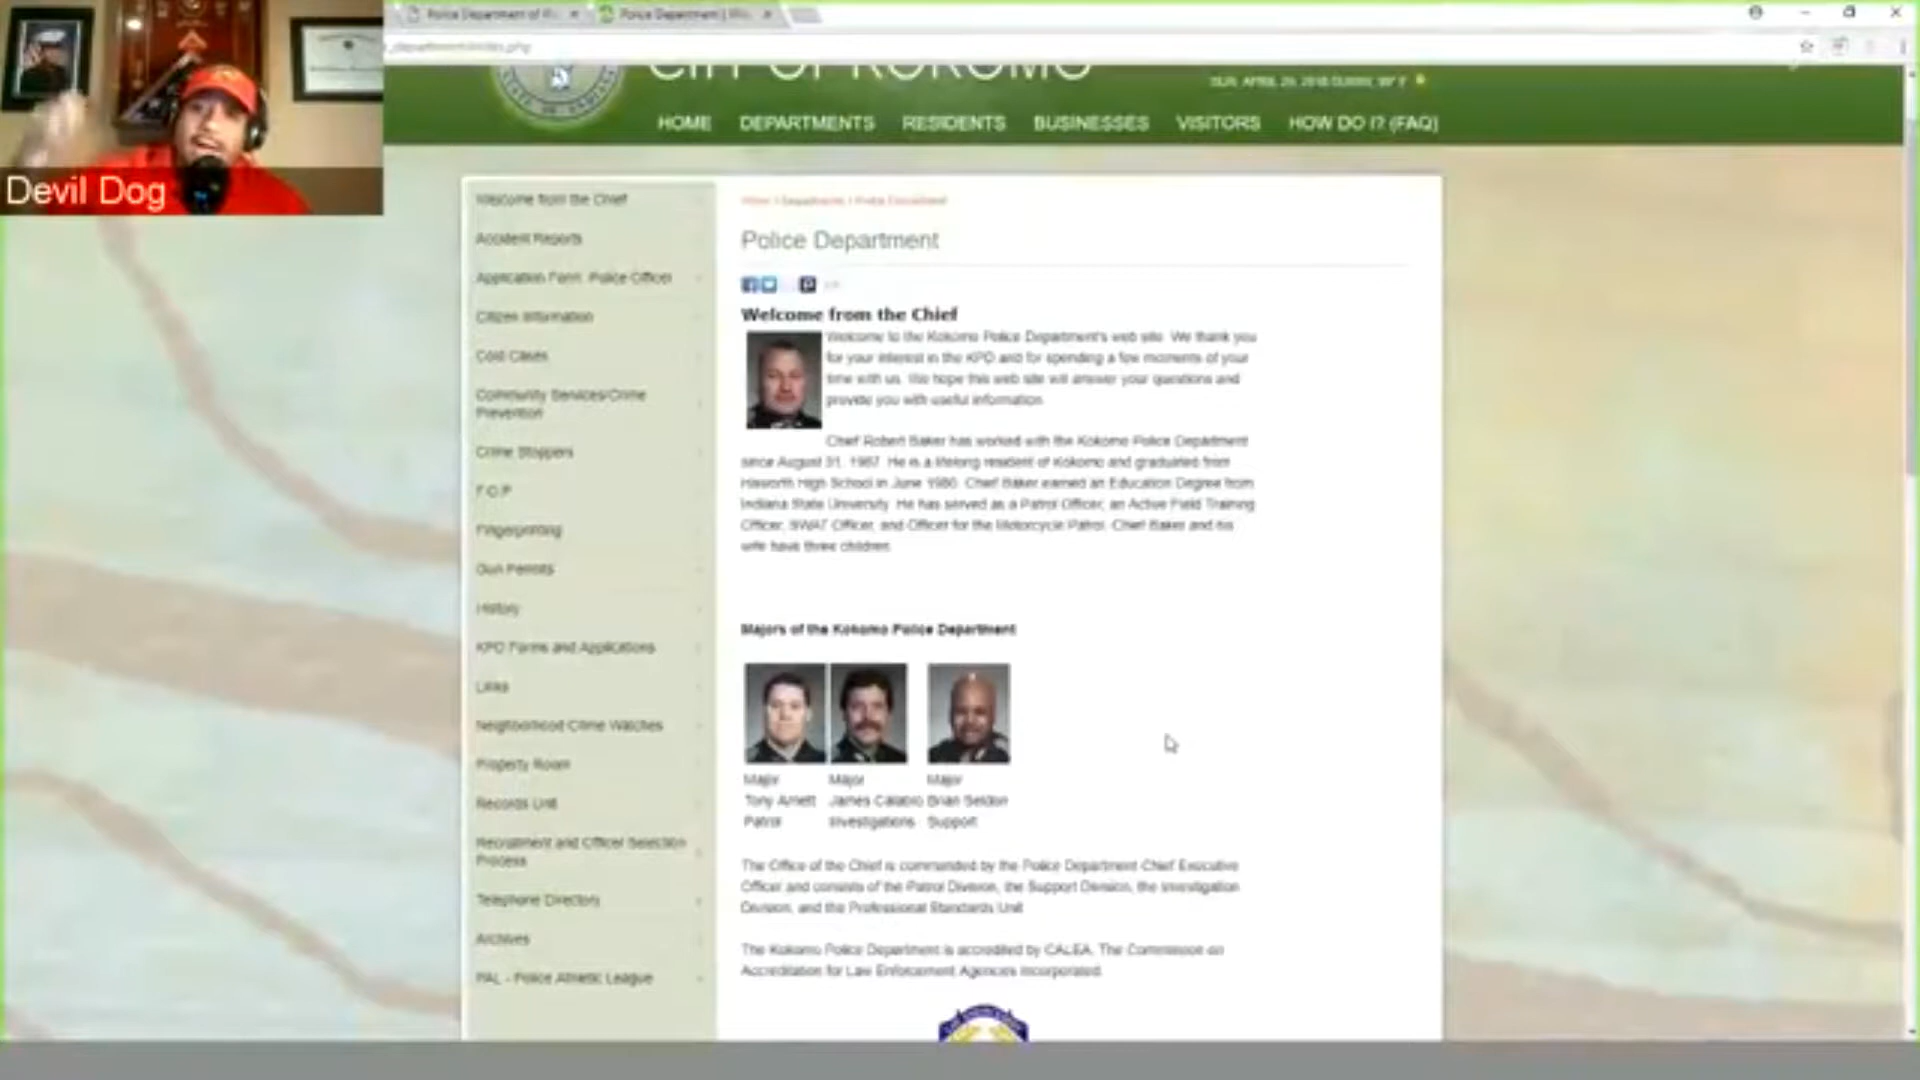 Police Department of
Police Department |
CITY OF KOKOMO
HOME DEPARTMENTS RESIDENTS BUSINESSES VISITORS HOW DO I? (FAQ)
Devil Dog
Welcome from the Chief
Accident Reports
Application Form Police Officer
Citizen Information
Cold Cases
Community Services/Crime
Prevention
Crime Stoppers
F.O.P
Fingerprinting
Gun Permits
History
KPD Forms and Applications
Links
Neighborhood Crime Watches
Property Room
Records Unit
Recruitment and Officer Selection
Process
Telephone Directory
Archives
PAL - Police Athletic League
Police Department
Welcome from the Chief
Welcome to the Kokomo Police Department's web site. We thank you
for your interest in the KPD and for spending a few moments of your
time with us. We hope this web site will answer your questions and
provide you with useful information.
Chief Robert Baker has worked with the Kokomo Police Department
since August 31, 1987. He is a lifelong resident of Kokomo and graduated from
Haworth High School in June 1980. Chief Baker earned an Education Degree from
Indiana State University. He has served as a Patrol Officer, an Active Field Training
Officer, SWAT Officer, and Officer for the Motorcycle Patrol. Chief Baker and his
wife have three children.
Majors of the Kokomo Police Department
Major Major Major
Tony Arnett James Calabro Brian Seldon
Patrol Investigations Support
The Office of the Chief is commanded by the Police Department Chief Executive
Officer and consists of the Patrol Division, the Support Division, the Investigation
Division, and the Professional Standards Unit
The Kokomo Police Department is accredited by CALEA. The Commission on
Accreditation for Law Enforcement Agencies Incorporated.